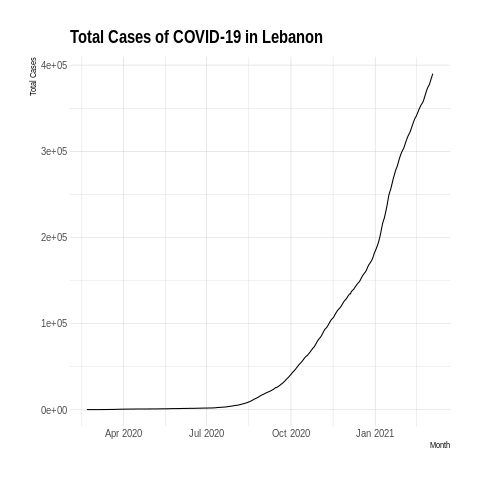 Total Cases of COVID-19 in Lebanon
Total Cases
4e+05
3e+05
2e+05
1e+05
0e+00
Apr 2020 Jul 2020 Oct 2020 Jan 2021
Month